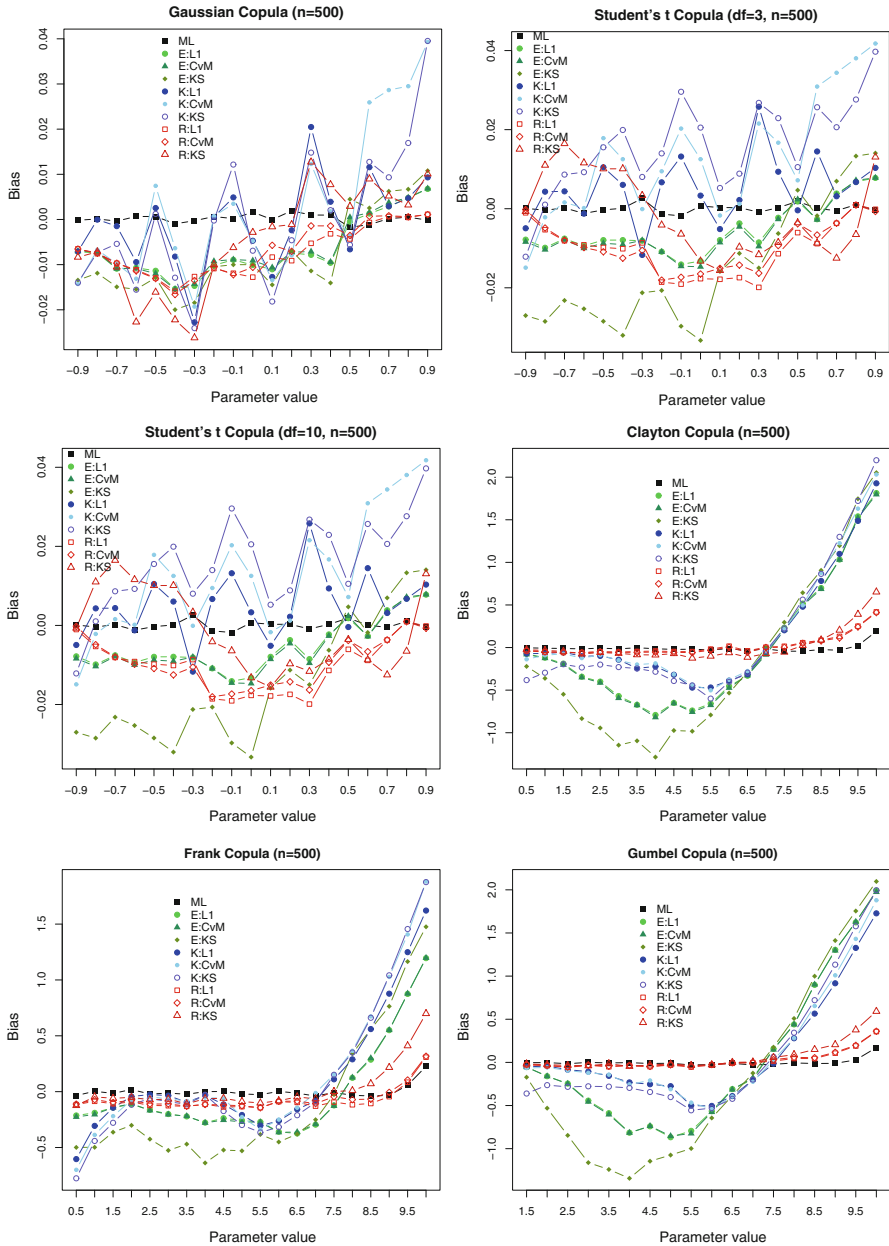 Gaussian Copula (n=500)
Bias
0.04
0.03
0.02
0.01
0.00
−0.01
−0.02
ML
E:L1
E:CvM
E:KS
K:L1
K:CvM
K:KS
R:L1
R:CvM
R:KS
−0.9 −0.7 −0.5 −0.3 −0.1 0.1 0.3 0.5 0.7 0.9
Parameter value
Student's t Copula (df=3, n=500)
Bias
0.04
0.02
0.00
−0.02
ML
E:L1
E:CvM
E:KS
K:L1
K:CvM
K:KS
R:L1
R:CvM
R:KS
−0.9 −0.7 −0.5 −0.3 −0.1 0.1 0.3 0.5 0.7 0.9
Parameter value
Student's t Copula (df=10, n=500)
Bias
0.04
0.02
0.00
−0.02
ML
E:L1
E:CvM
E:KS
K:L1
K:CvM
K:KS
R:L1
R:CvM
R:KS
−0.9 −0.7 −0.5 −0.3 −0.1 0.1 0.3 0.5 0.7 0.9
Parameter value
Clayton Copula (n=500)
Bias
2.0
1.5
1.0
0.5
0.0
−0.5
−1.0
ML
E:L1
E:CvM
E:KS
K:L1
K:CvM
K:KS
R:L1
R:CvM
R:KS
0.5 1.5 2.5 3.5 4.5 5.5 6.5 7.5 8.5 9.5
Parameter value
Frank Copula (n=500)
Bias
1.5
1.0
0.5
0.0
−0.5
ML
E:L1
E:CvM
E:KS
K:L1
K:CvM
K:KS
R:L1
R:CvM
R:KS
0.5 1.5 2.5 3.5 4.5 5.5 6.5 7.5 8.5 9.5
Parameter value
Gumbel Copula (n=500)
Bias
2.0
1.5
1.0
0.5
0.0
−0.5
−1.0
ML
E:L1
E:CvM
E:KS
K:L1
K:CvM
K:KS
R:L1
R:CvM
R:KS
1.5 2.5 3.5 4.5 5.5 6.5 7.5 8.5 9.5
Parameter value